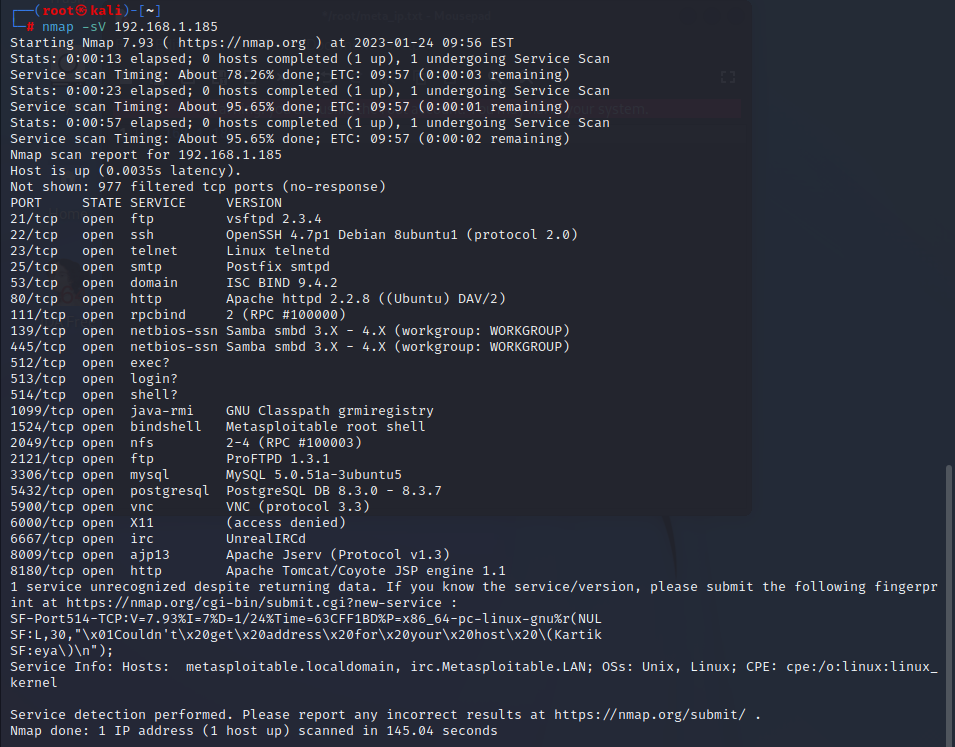 ┌──(root㉿kali)-[~]
└─# nmap -sV 192.168.1.185
Starting Nmap 7.93 ( https://nmap.org ) at 2023-01-24 09:56 EST
Stats: 0:00:13 elapsed; 0 hosts completed (1 up), 1 undergoing Service Scan
Service scan Timing: About 78.26% done; ETC: 09:57 (0:00:03 remaining)
Stats: 0:00:23 elapsed; 0 hosts completed (1 up), 1 undergoing Service Scan
Service scan Timing: About 95.65% done; ETC: 09:57 (0:00:01 remaining)
Stats: 0:00:57 elapsed; 0 hosts completed (1 up), 1 undergoing Service Scan
Service scan Timing: About 95.65% done; ETC: 09:57 (0:00:02 remaining)
Nmap scan report for 192.168.1.185
Host is up (0.0035s latency).
Not shown: 977 filtered tcp ports (no-response)
PORT     STATE SERVICE     VERSION
21/tcp   open  ftp         vsftpd 2.3.4
22/tcp   open  ssh         OpenSSH 4.7p1 Debian 8ubuntu1 (protocol 2.0)
23/tcp   open  telnet      Linux telnetd
25/tcp   open  smtp        Postfix smtpd
53/tcp   open  domain      ISC BIND 9.4.2
80/tcp   open  http        Apache httpd 2.2.8 ((Ubuntu) DAV/2)
111/tcp  open  rpcbind     2 (RPC #100000)
139/tcp  open  netbios-ssn Samba smbd 3.X - 4.X (workgroup: WORKGROUP)
445/tcp  open  netbios-ssn Samba smbd 3.X - 4.X (workgroup: WORKGROUP)
512/tcp  open  exec?
513/tcp  open  login?
514/tcp  open  shell?
1099/tcp open  java-rmi    GNU Classpath grmiregistry
1524/tcp open  bindshell   Metasploitable root shell
2049/tcp open  nfs         2-4 (RPC #100003)
2121/tcp open  ftp         ProFTPD 1.3.1
3306/tcp open  mysql       MySQL 5.0.51a-3ubuntu5
5432/tcp open  postgresql  PostgreSQL DB 8.3.0 - 8.3.7
5900/tcp open  vnc         VNC (protocol 3.3)
6000/tcp open  X11         (access denied)
6667/tcp open  irc         UnrealIRCd
8009/tcp open  ajp13       Apache Jserv (Protocol v1.3)
8180/tcp open  http        Apache Tomcat/Coyote JSP engine 1.1
1 service unrecognized despite returning data. If you know the service/version, please submit the following fingerpr
int at https://nmap.org/cgi-bin/submit.cgi?new-service :
SF-Port514-TCP:V=7.93%I=7%D=1/24%Time=63CFF1BD%P=x86_64-pc-linux-gnu%r(NUL
SF:L,30,"\x01Couldn't\x20get\x20address\x20for\x20your\x20host\x20\(Kartik
SF:eya\)\n");
Service Info: Hosts:  metasploitable.localdomain, irc.Metasploitable.LAN; OSs: Unix, Linux; CPE: cpe:/o:linux:linux_
kernel
Service detection performed. Please report any incorrect results at https://nmap.org/submit/ .
Nmap done: 1 IP address (1 host up) scanned in 145.04 seconds